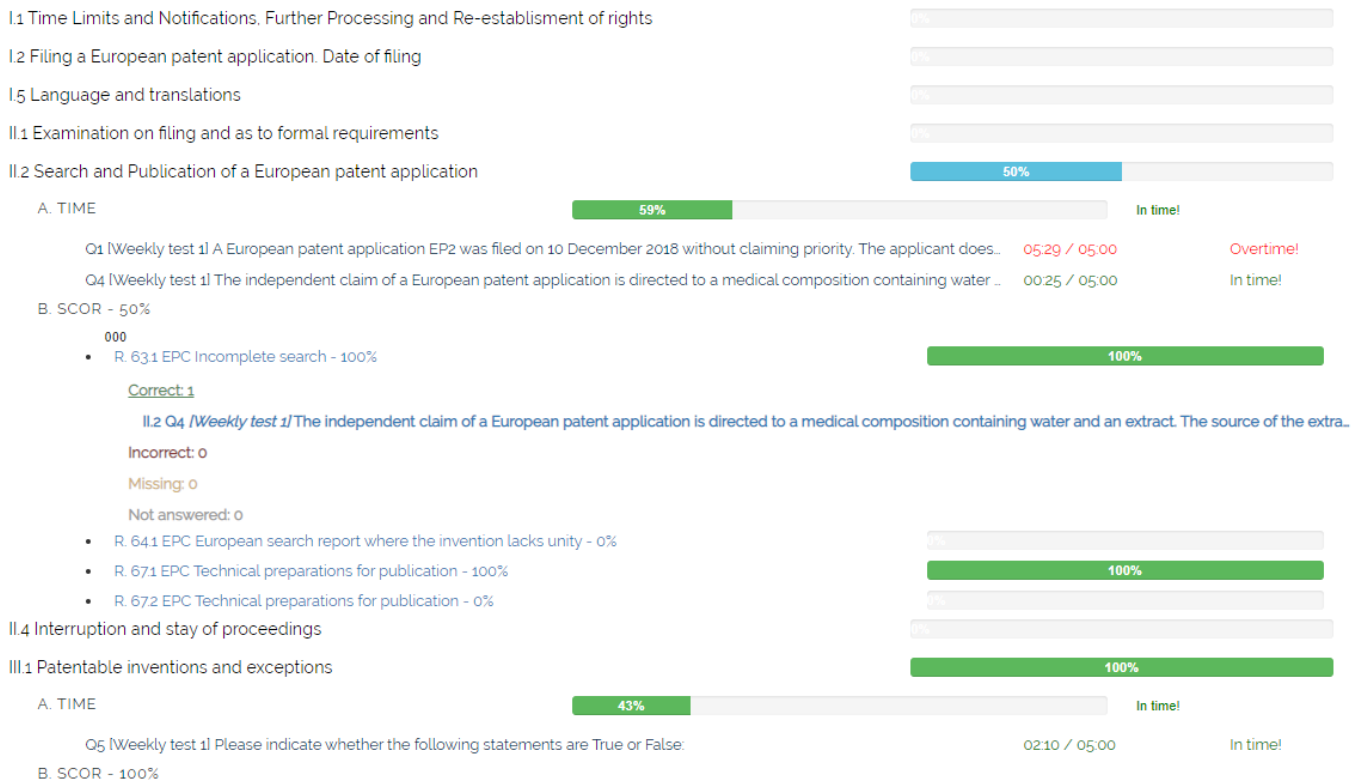 I.1 Time Limits and Notifications, Further Processing and Re-establisment of rights 0%
I.2 Filing a European patent application. Date of filing 0%
I.5 Language and translations 0%
II.1 Examination on filing and as to formal requirements 0%
II.2 Search and Publication of a European patent application 50%
A. TIME 59% In time!
Q1 [Weekly test 1] A European patent application EP2 was filed on 10 December 2018 without claiming priority. The applicant does... 05:29 / 05:00 Overtime!
Q4 [Weekly test 1] The independent claim of a European patent application is directed to a medical composition containing water ... 00:25 / 05:00 In time!
B. SCOR - 50%
000
• R. 63.1 EPC Incomplete search - 100% 100%
Correct: 1
II.2 Q4 [Weekly test 1] The independent claim of a European patent application is directed to a medical composition containing water and an extract. The source of the extra...
Incorrect: 0
Missing: 0
Not answered: 0
• R. 64.1 EPC European search report where the invention lacks unity - 0% 0%
• R. 67.1 EPC Technical preparations for publication - 100% 100%
• R. 67.2 EPC Technical preparations for publication - 0% 0%
II.4 Interruption and stay of proceedings 0%
III.1 Patentable inventions and exceptions 100%
A. TIME 43% In time!
Q5 [Weekly test 1] Please indicate whether the following statements are True or False: 02:10 / 05:00 In time!
B. SCOR - 100%